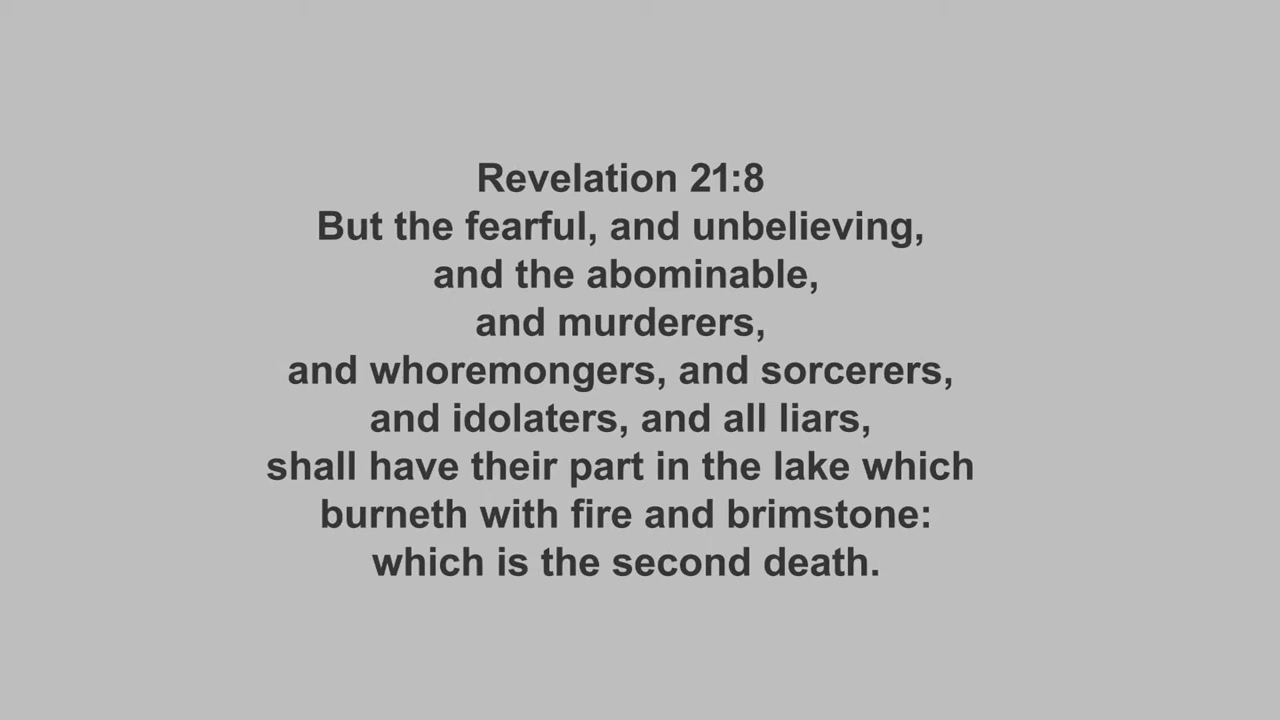 Revelation 21:8
But the fearful, and unbelieving,
and the abominable,
and murderers,
and whoremongers, and sorcerers,
and idolaters, and all liars,
shall have their part in the lake which
burneth with fire and brimstone:
which is the second death.